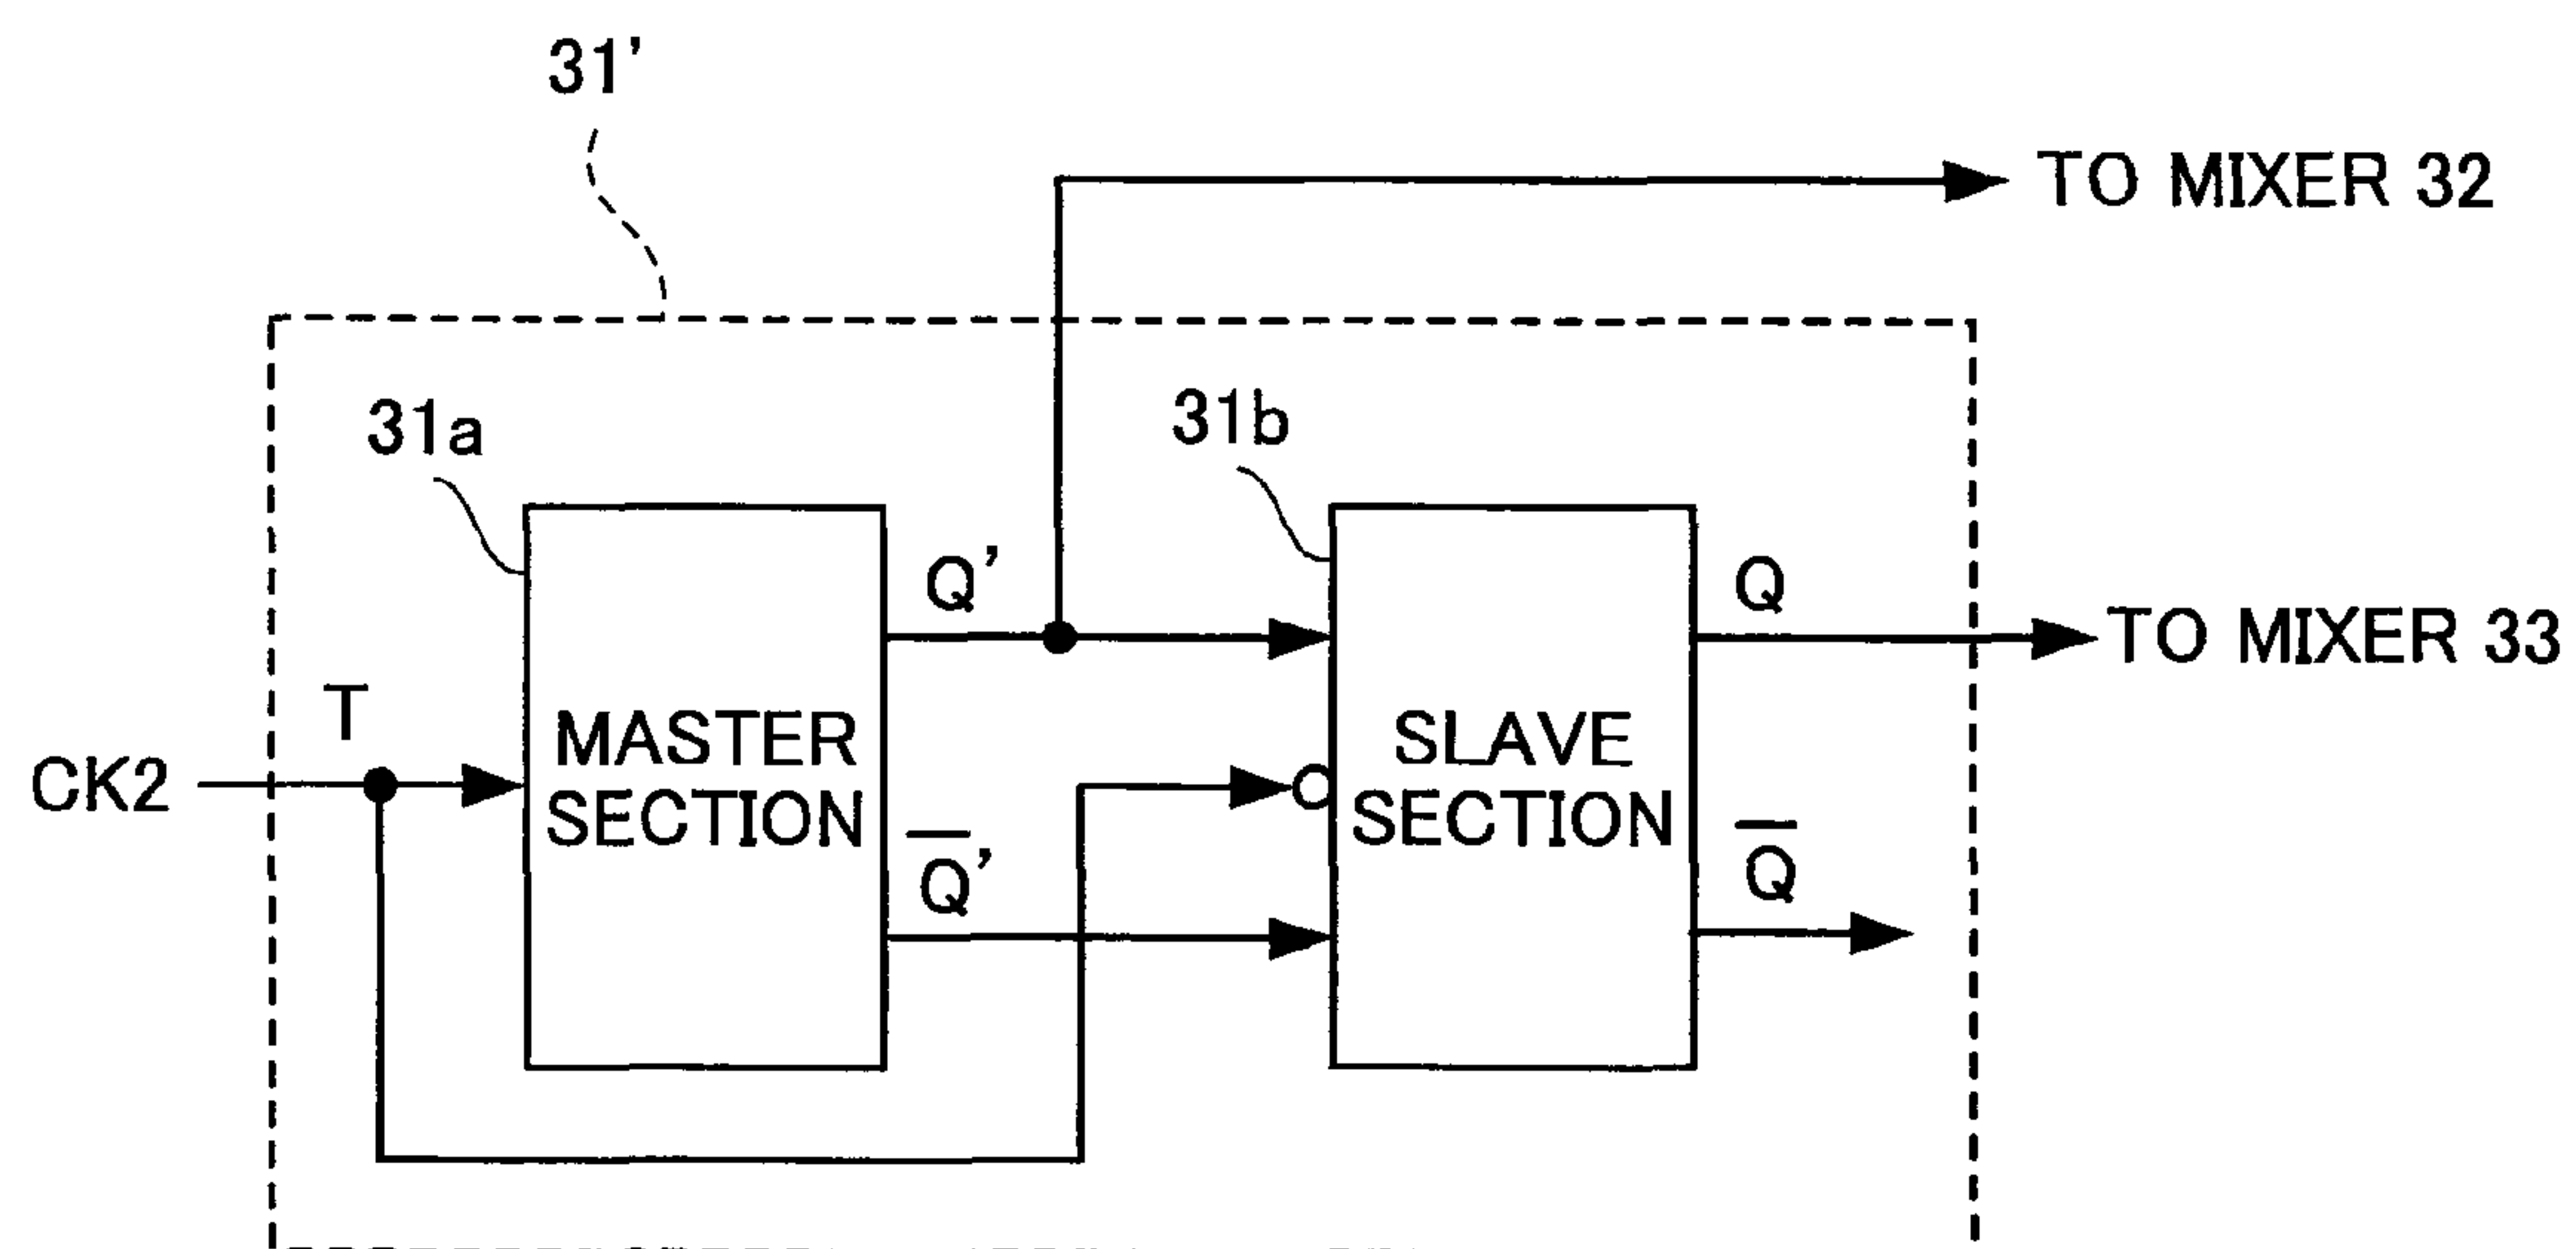 31'
TO MIXER 32
31a
31b
Q'
Q
TO MIXER 33
T
MASTER
SECTION
SLAVE
SECTION
CK2
Q̅'
Q̅